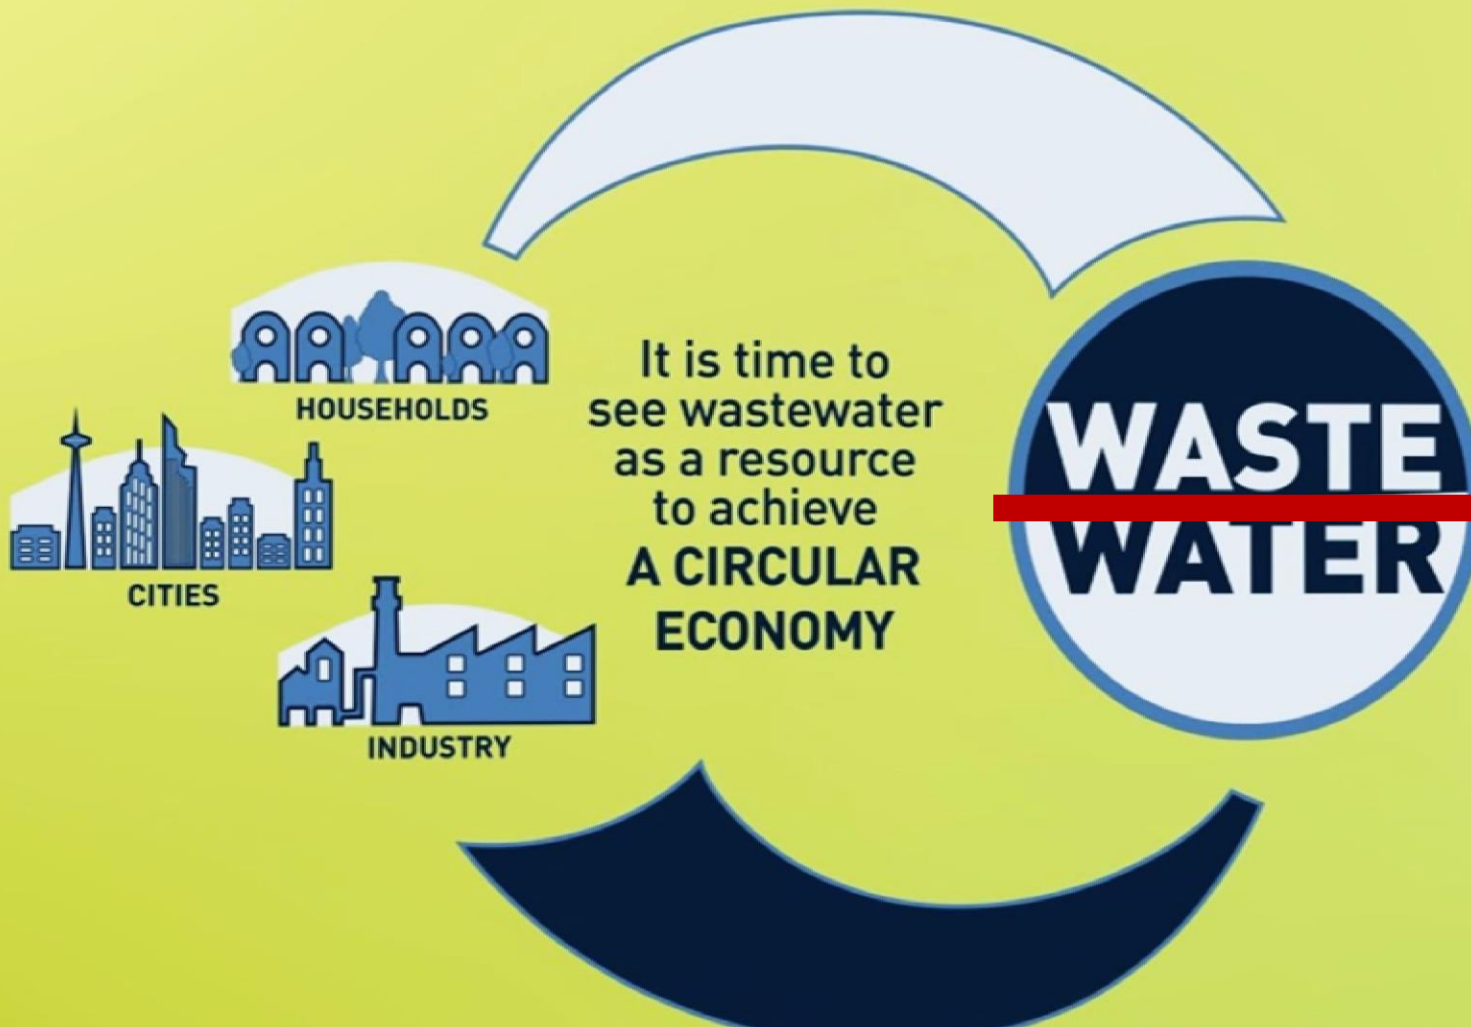 HOUSEHOLDS
CITIES
INDUSTRY
It is time to
see wastewater
as a resource
to achieve
A CIRCULAR
ECONOMY
WASTE
WATER